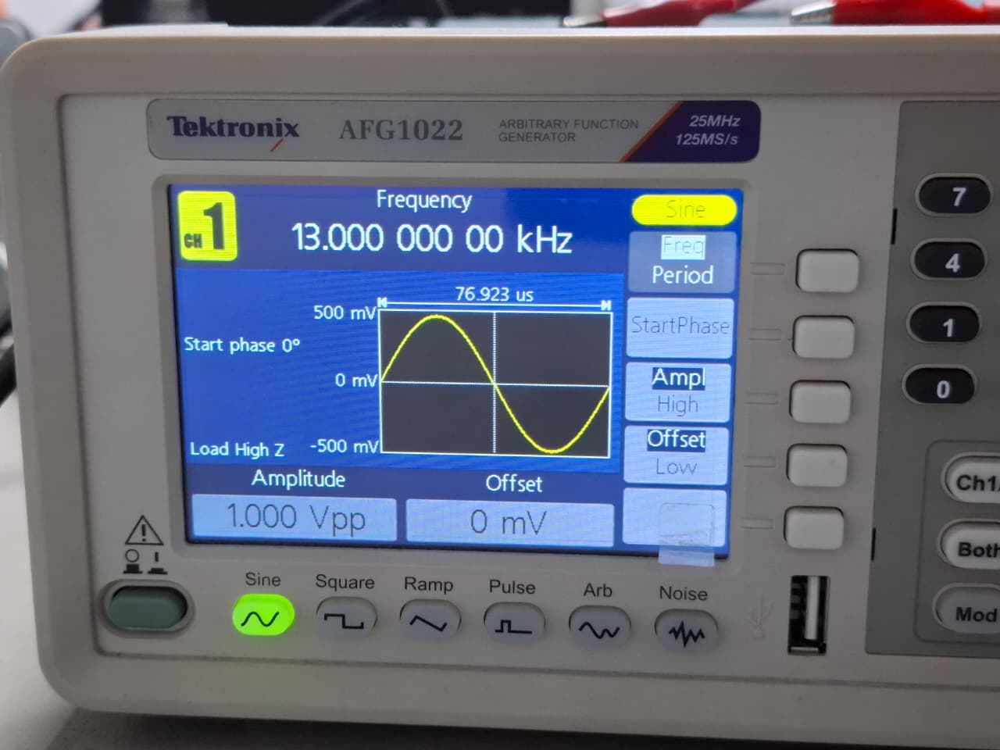 Tektronix AFG1022 ARBITRARY FUNCTION GENERATOR 25MHz 125MS/s
CH 1
Frequency
13.000 000 00 kHz
Sine
Freq
Period
StartPhase
Ampl
High
Offset
Low
76.923 us
500 mV
Start phase 0°
0 mV
Load High Z
-500 mV
Amplitude
Offset
1.000 Vpp
0 mV
Sine
Square
Ramp
Pulse
Arb
Noise
7
4
1
0
Ch1/
Both
Mod